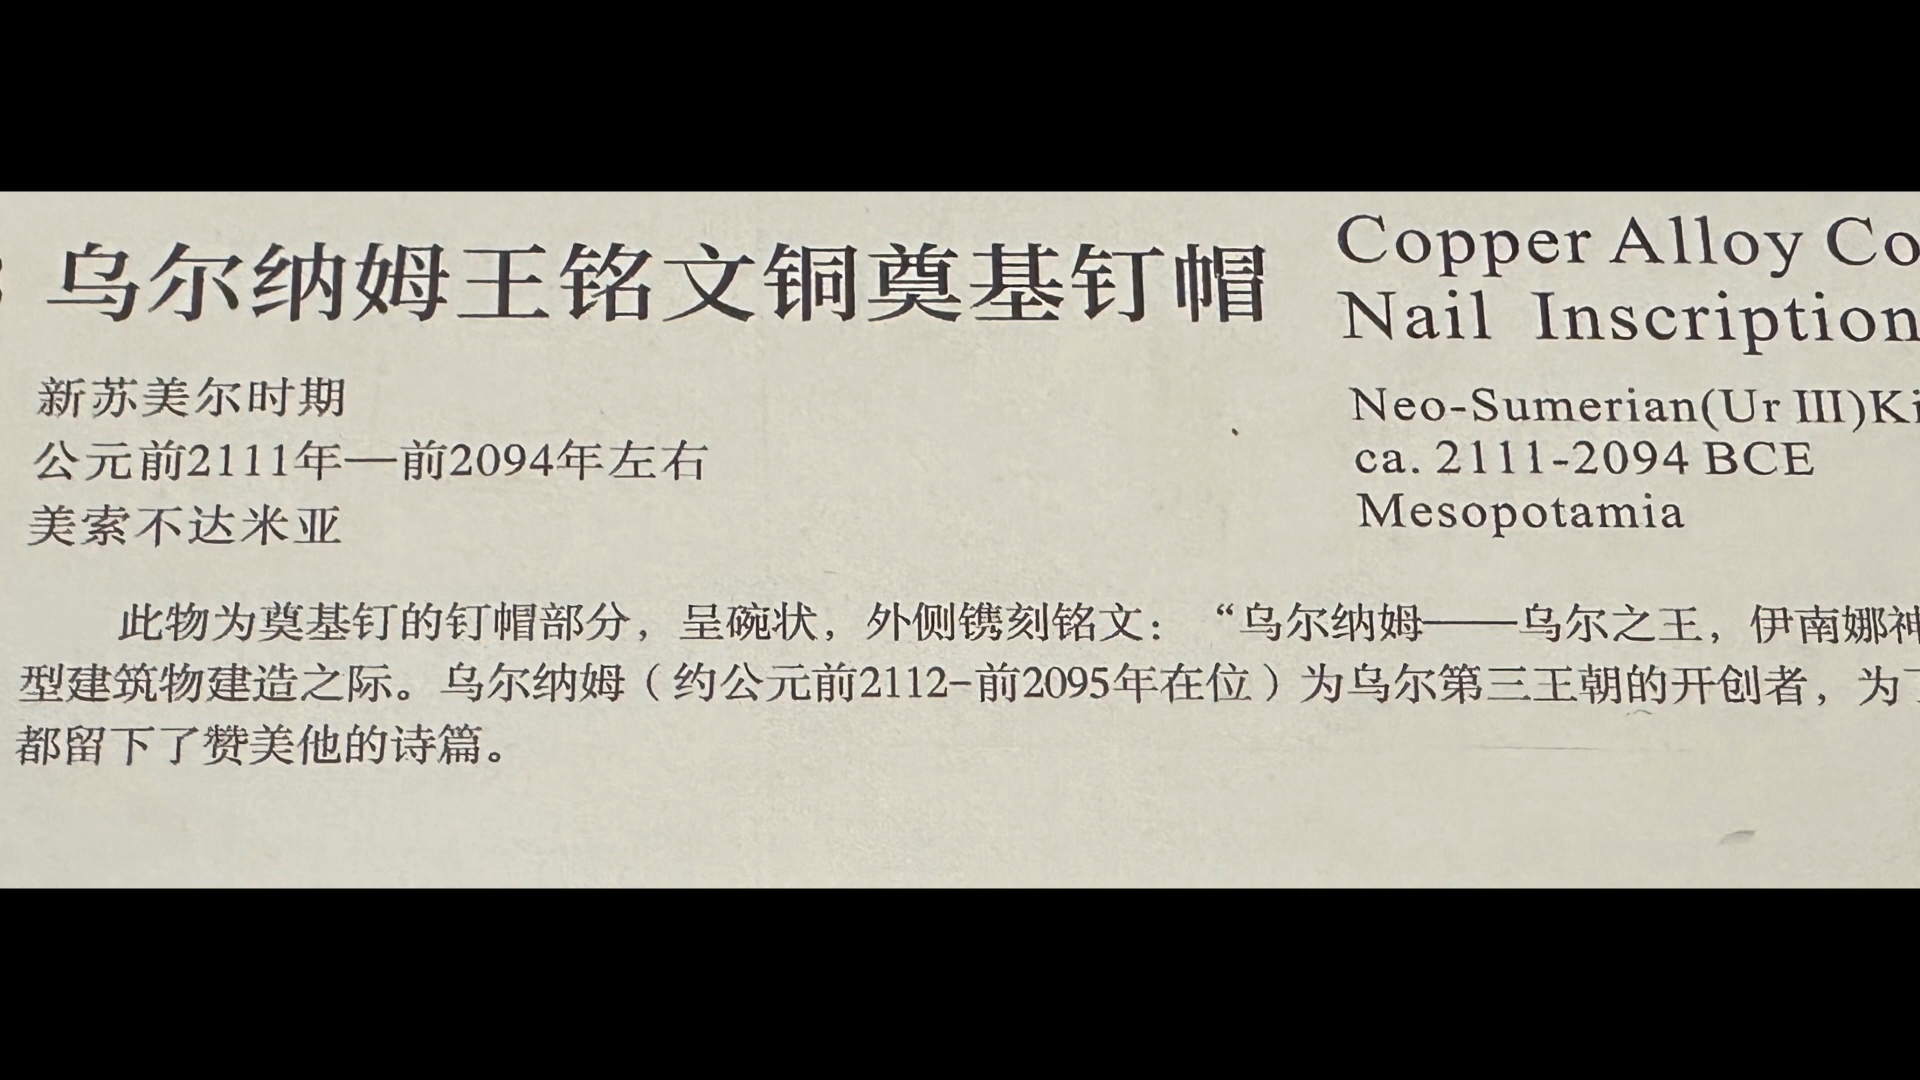 乌尔纳姆王铭文铜奠基钉帽
新苏美尔时期
公元前2111年—前2094年左右
美索不达米亚
Copper Alloy Co
Nail Inscription
Neo-Sumerian(Ur III)Ki
ca. 2111-2094 BCE
Mesopotamia
此物为奠基钉的钉帽部分，呈碗状，外侧镌刻铭文：“乌尔纳姆——乌尔之王，伊南娜神
型建筑物建造之际。乌尔纳姆（约公元前2112-前2095年在位）为乌尔第三王朝的开创者，为
都留下了赞美他的诗篇。